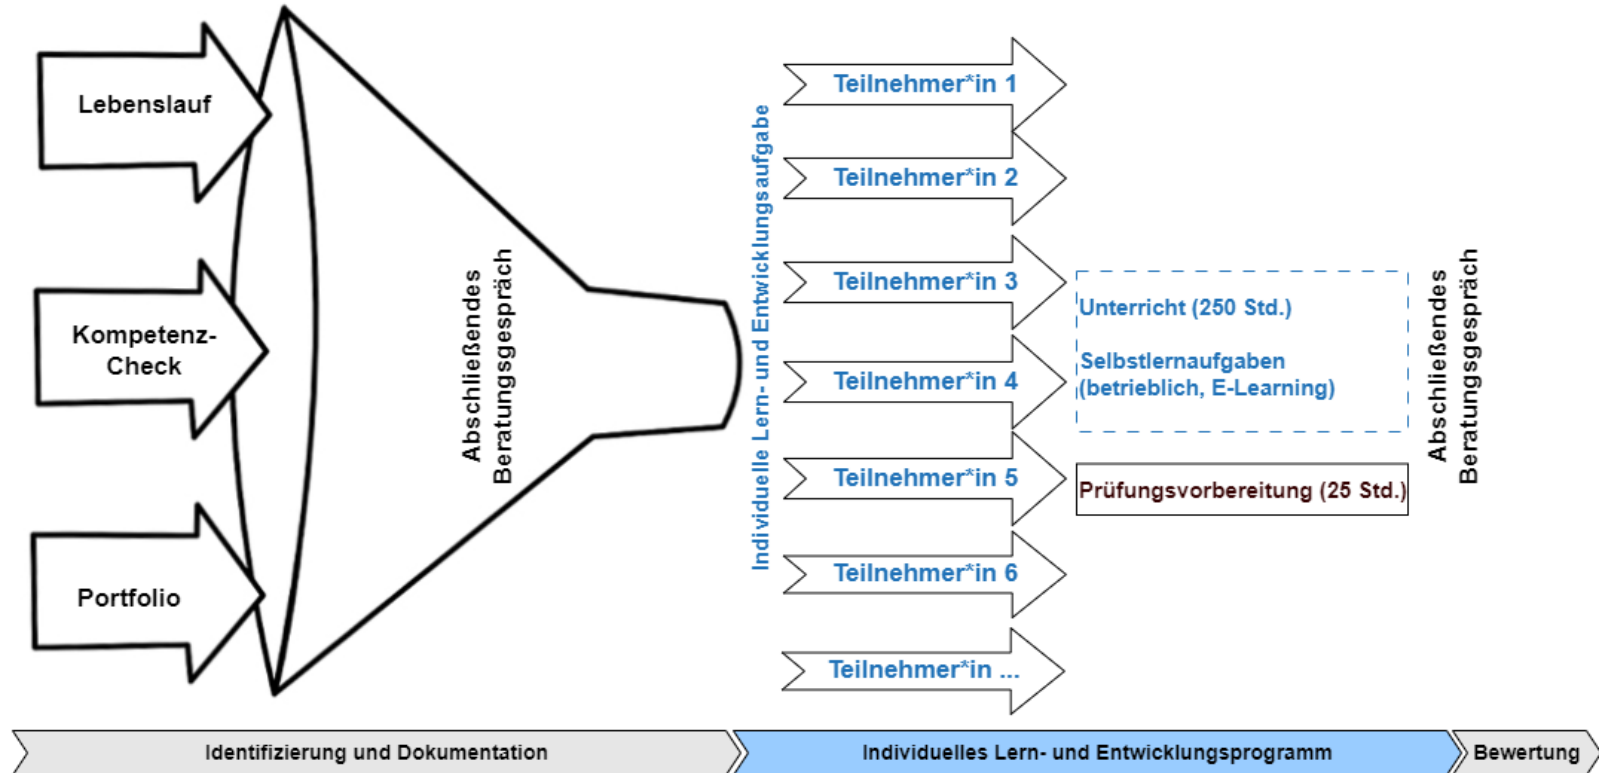 Lebenslauf
Kompetenz-
Check
Portfolio
Abschließendes
Beratungsgespräch
Individuelle Lern- und Entwicklungsaufgabe
Teilnehmer*in 1
Teilnehmer*in 2
Teilnehmer*in 3
Teilnehmer*in 4
Teilnehmer*in 5
Teilnehmer*in 6
Teilnehmer*in ...
Unterricht (250 Std.)
Selbstlernaufgaben
(betrieblich, E-Learning)
Prüfungsvorbereitung (25 Std.)
Abschließendes
Beratungsgespräch
Identifizierung und Dokumentation
Individuelles Lern- und Entwicklungsprogramm
Bewertung